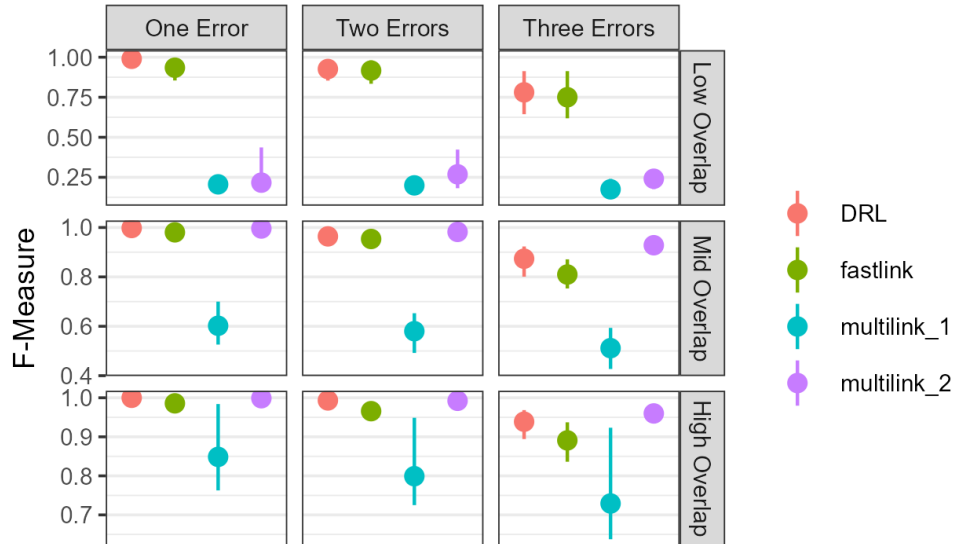 One Error
Two Errors
Three Errors
F-Measure
1.00
0.75
0.50
0.25
Low Overlap
1.0
0.8
0.6
0.4
Mid Overlap
1.0
0.9
0.8
0.7
High Overlap
DRL
fastlink
multilink_1
multilink_2